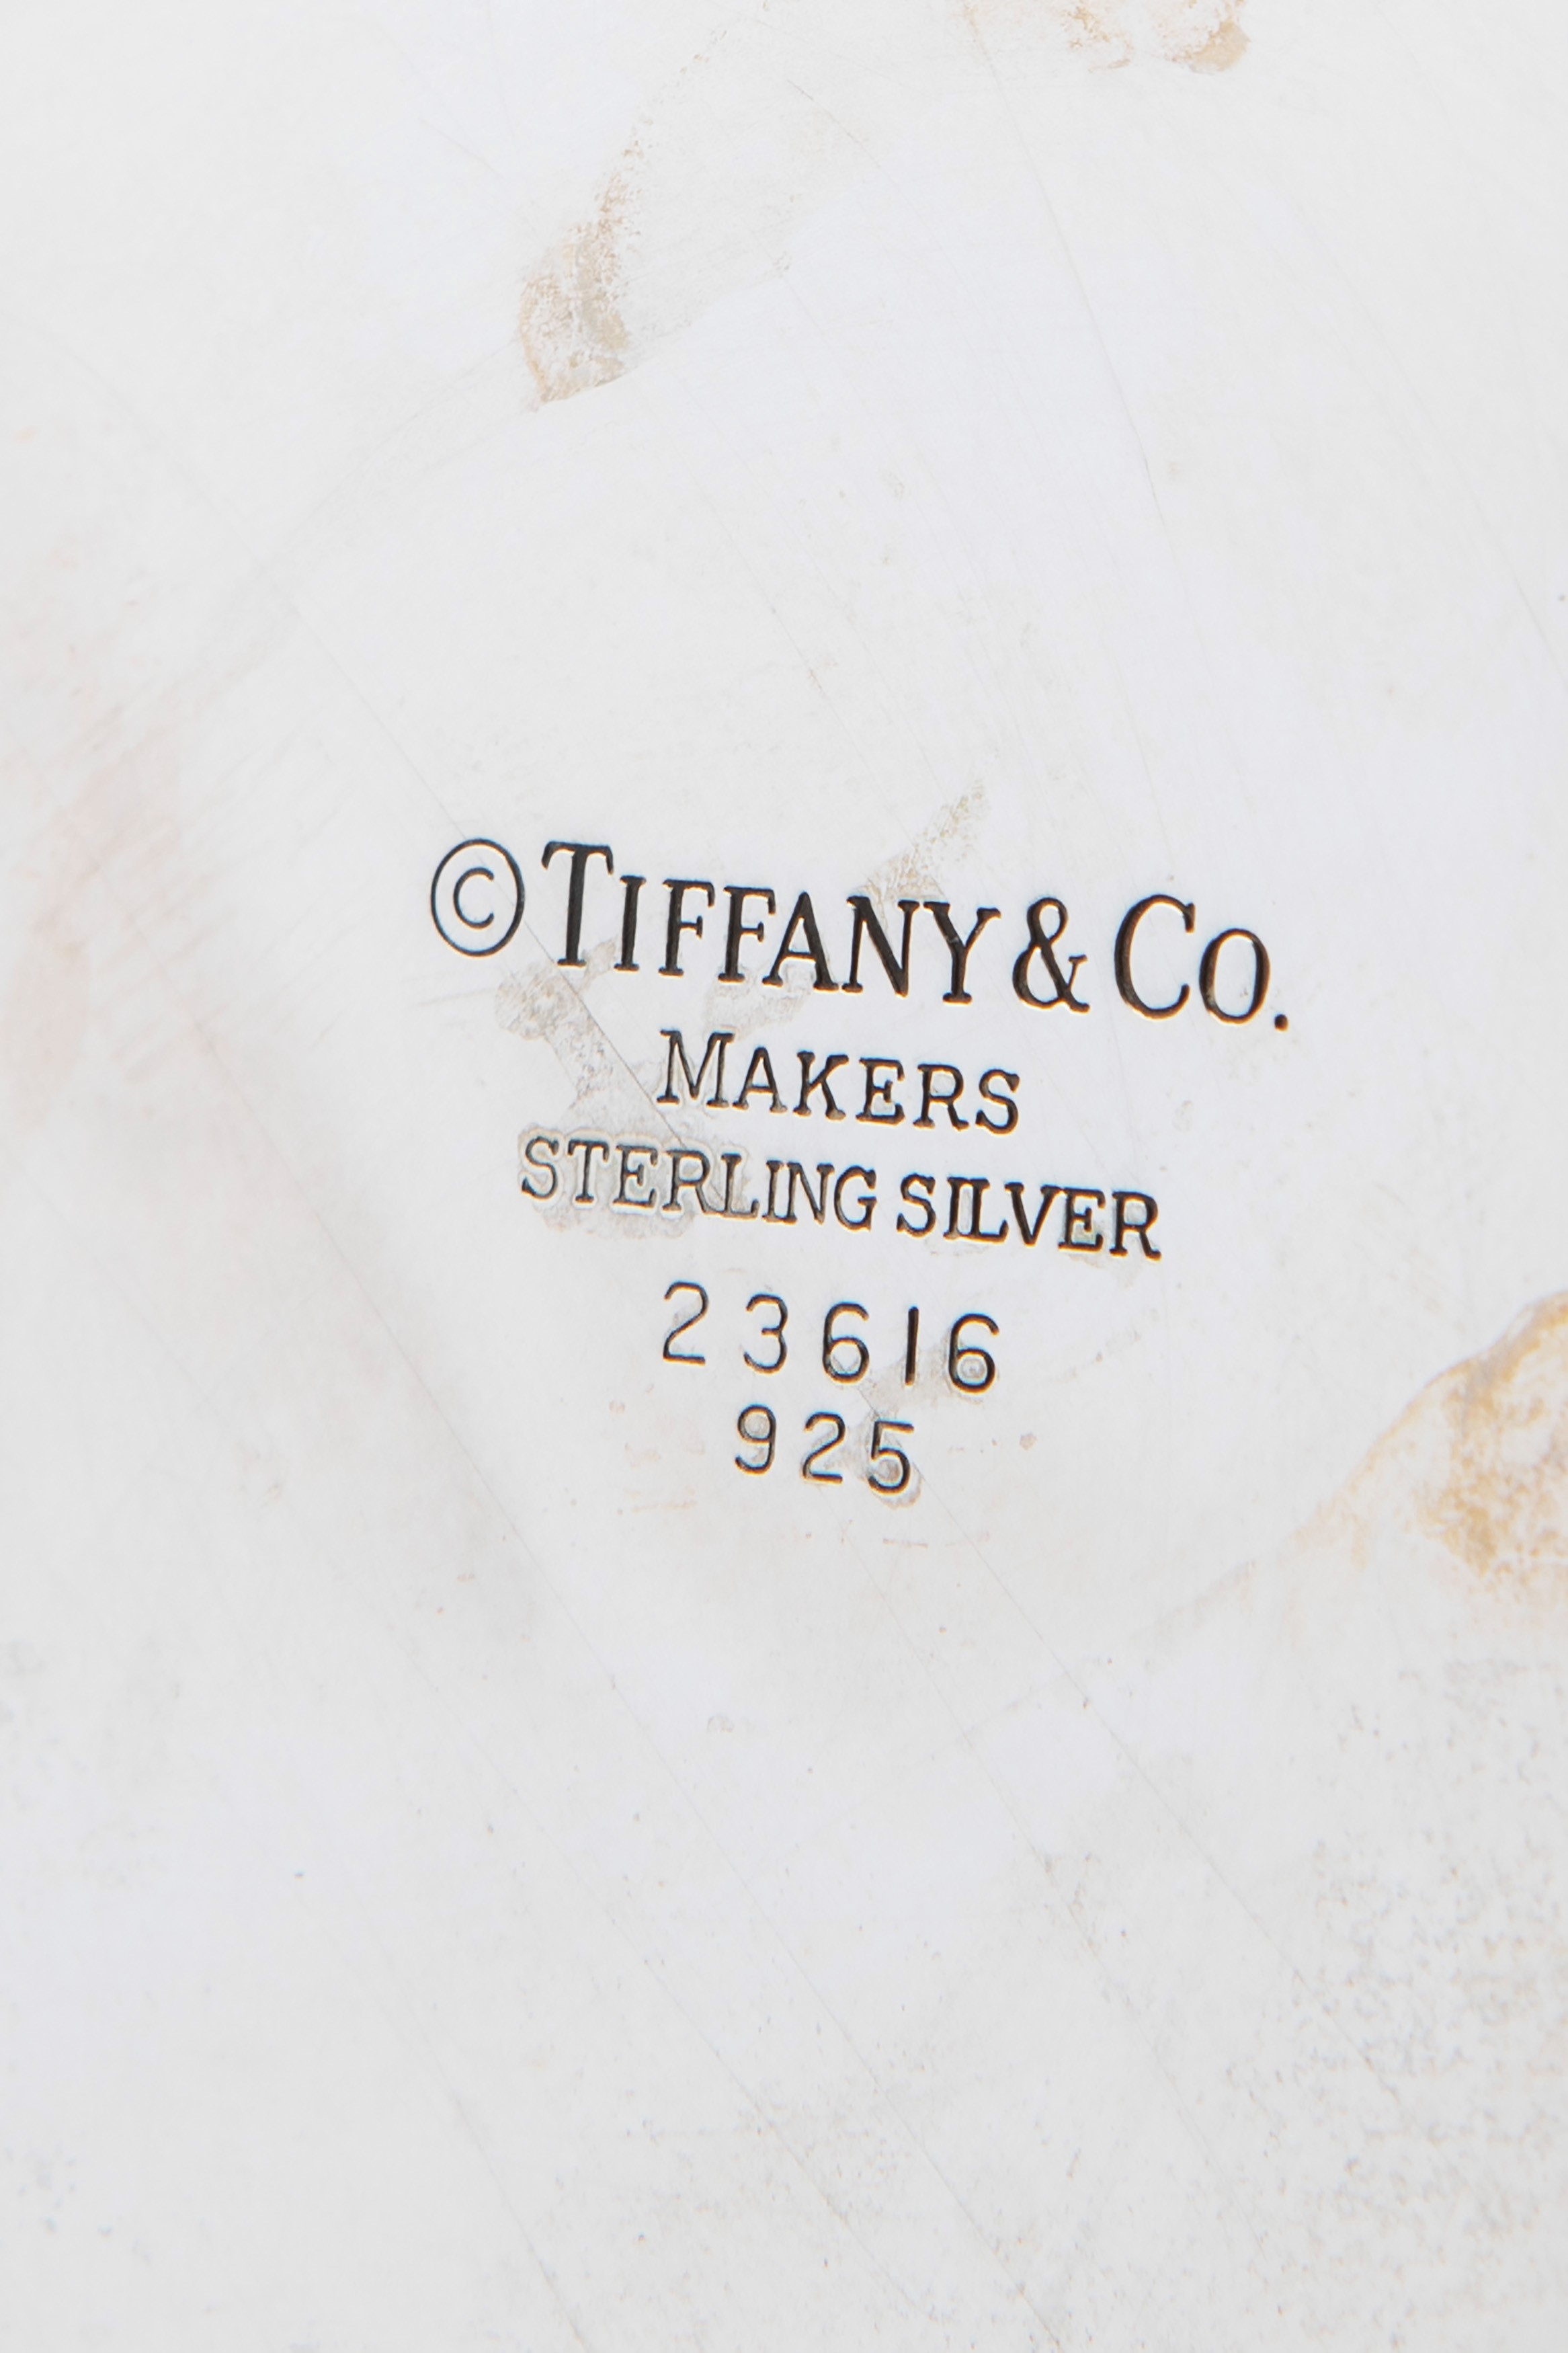 © TIFFANY & CO.
MAKERS
STERLING SILVER
23616
925